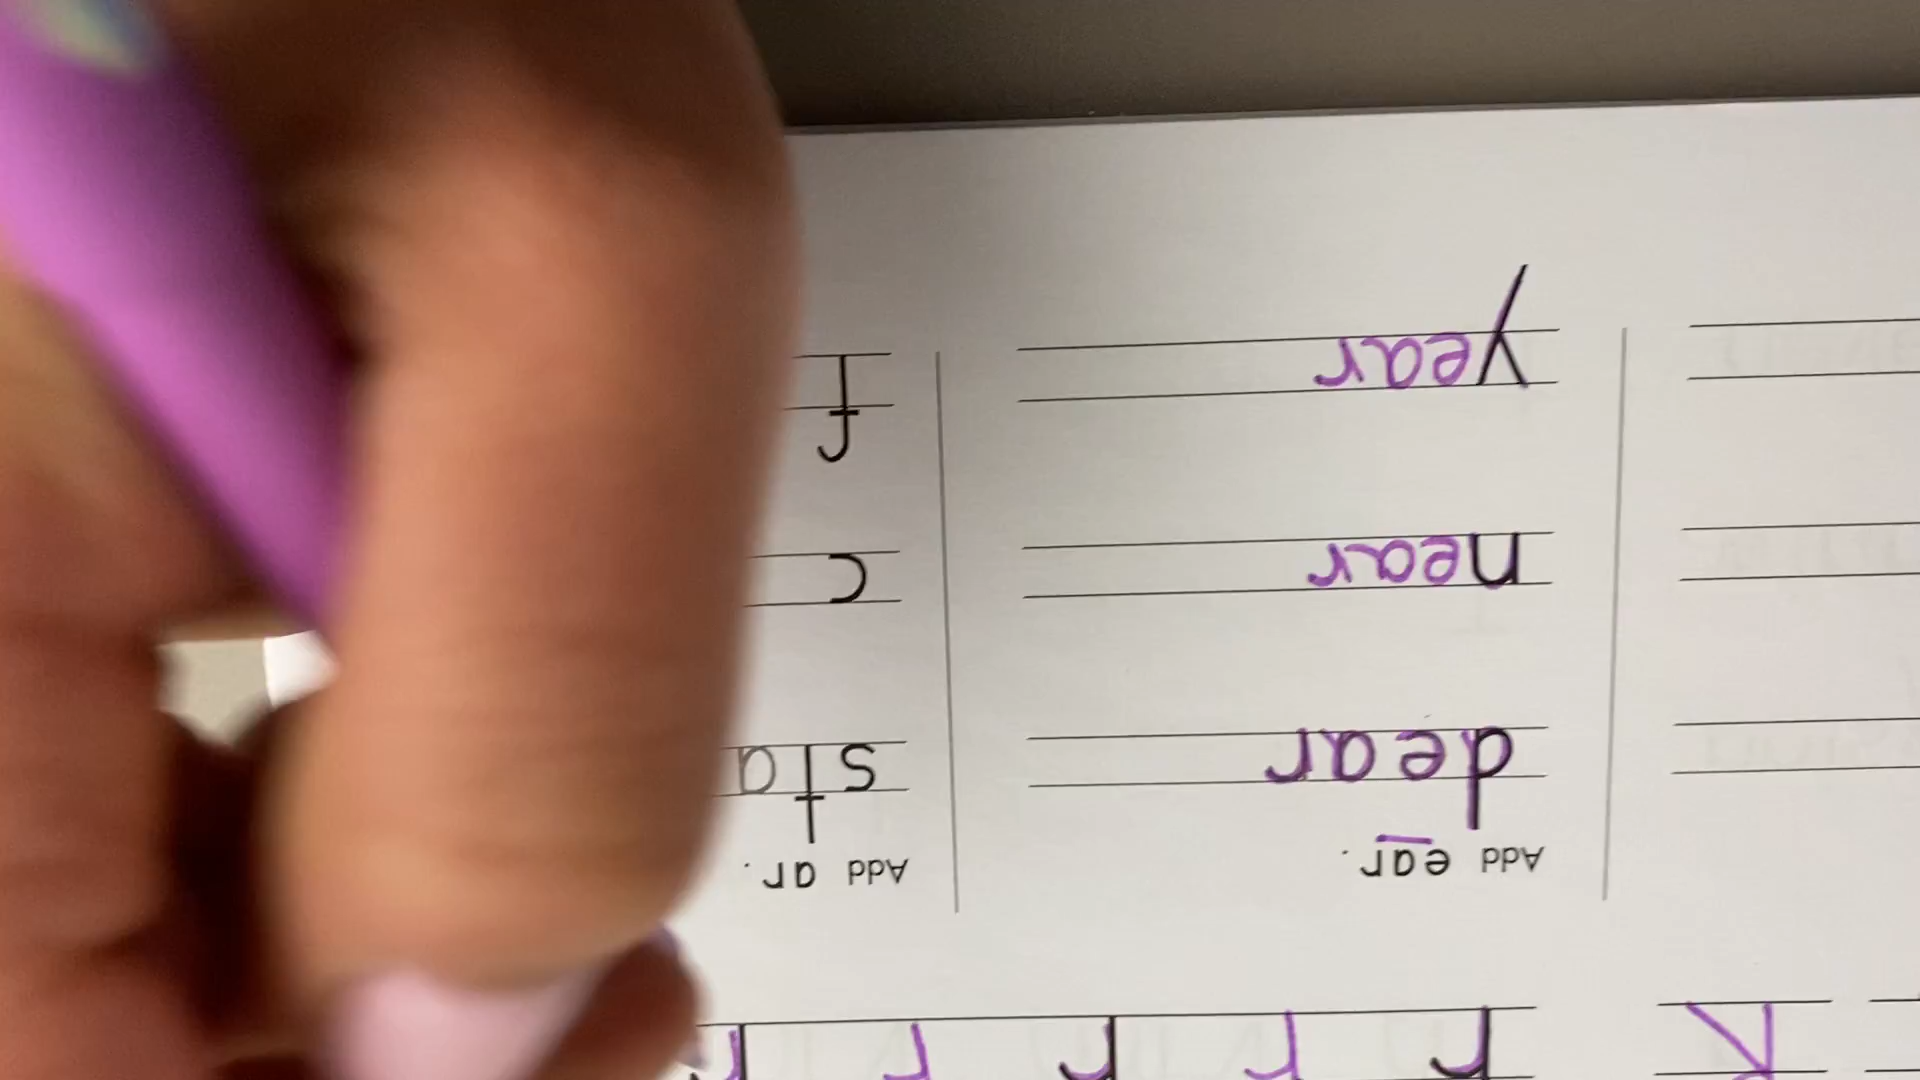 r r r r r R
Add ear. Add ar.
dear sta
near c
year f